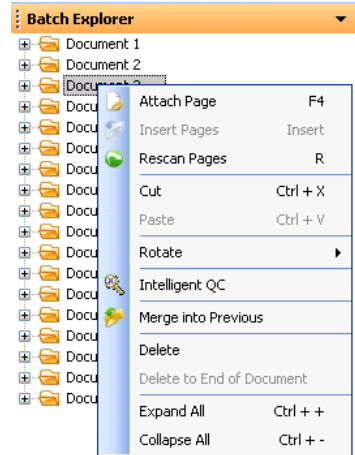 Batch Explorer
Document 1
Document 2
Attach Page F4
Insert Pages Insert
Rescan Pages R
Cut Ctrl + X
Paste Ctrl + V
Rotate
Intelligent QC
Merge into Previous
Delete
Delete to End of Document
Expand All Ctrl + +
Collapse All Ctrl + -